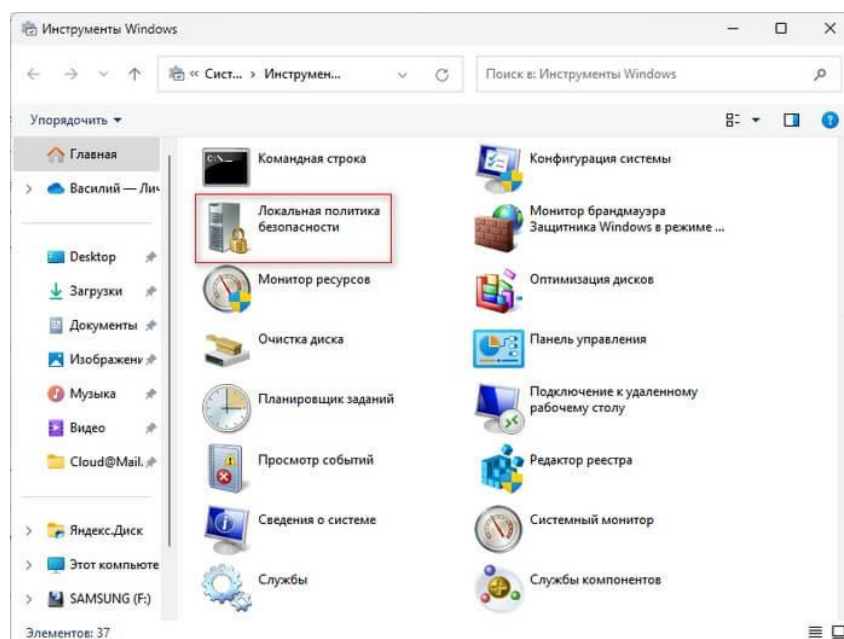 Инструменты Windows
« Сист... › Инструмен...
Поиск в: Инструменты Windows
Упорядочить
Главная
Василий — Лич
Desktop
Загрузки
Документы
Изображени
Музыка
Видео
Cloud@Mail.
Яндекс.Диск
Этот компьюте
SAMSUNG (F:)
C:\
Командная строка
Конфигурация системы
Локальная политика
безопасности
Монитор брандмауэра
Защитника Windows в режиме ...
Монитор ресурсов
Оптимизация дисков
Очистка диска
Панель управления
Планировщик заданий
Подключение к удаленному
рабочему столу
Просмотр событий
Редактор реестра
Сведения о системе
Системный монитор
Службы
Службы компонентов
Элементов: 37